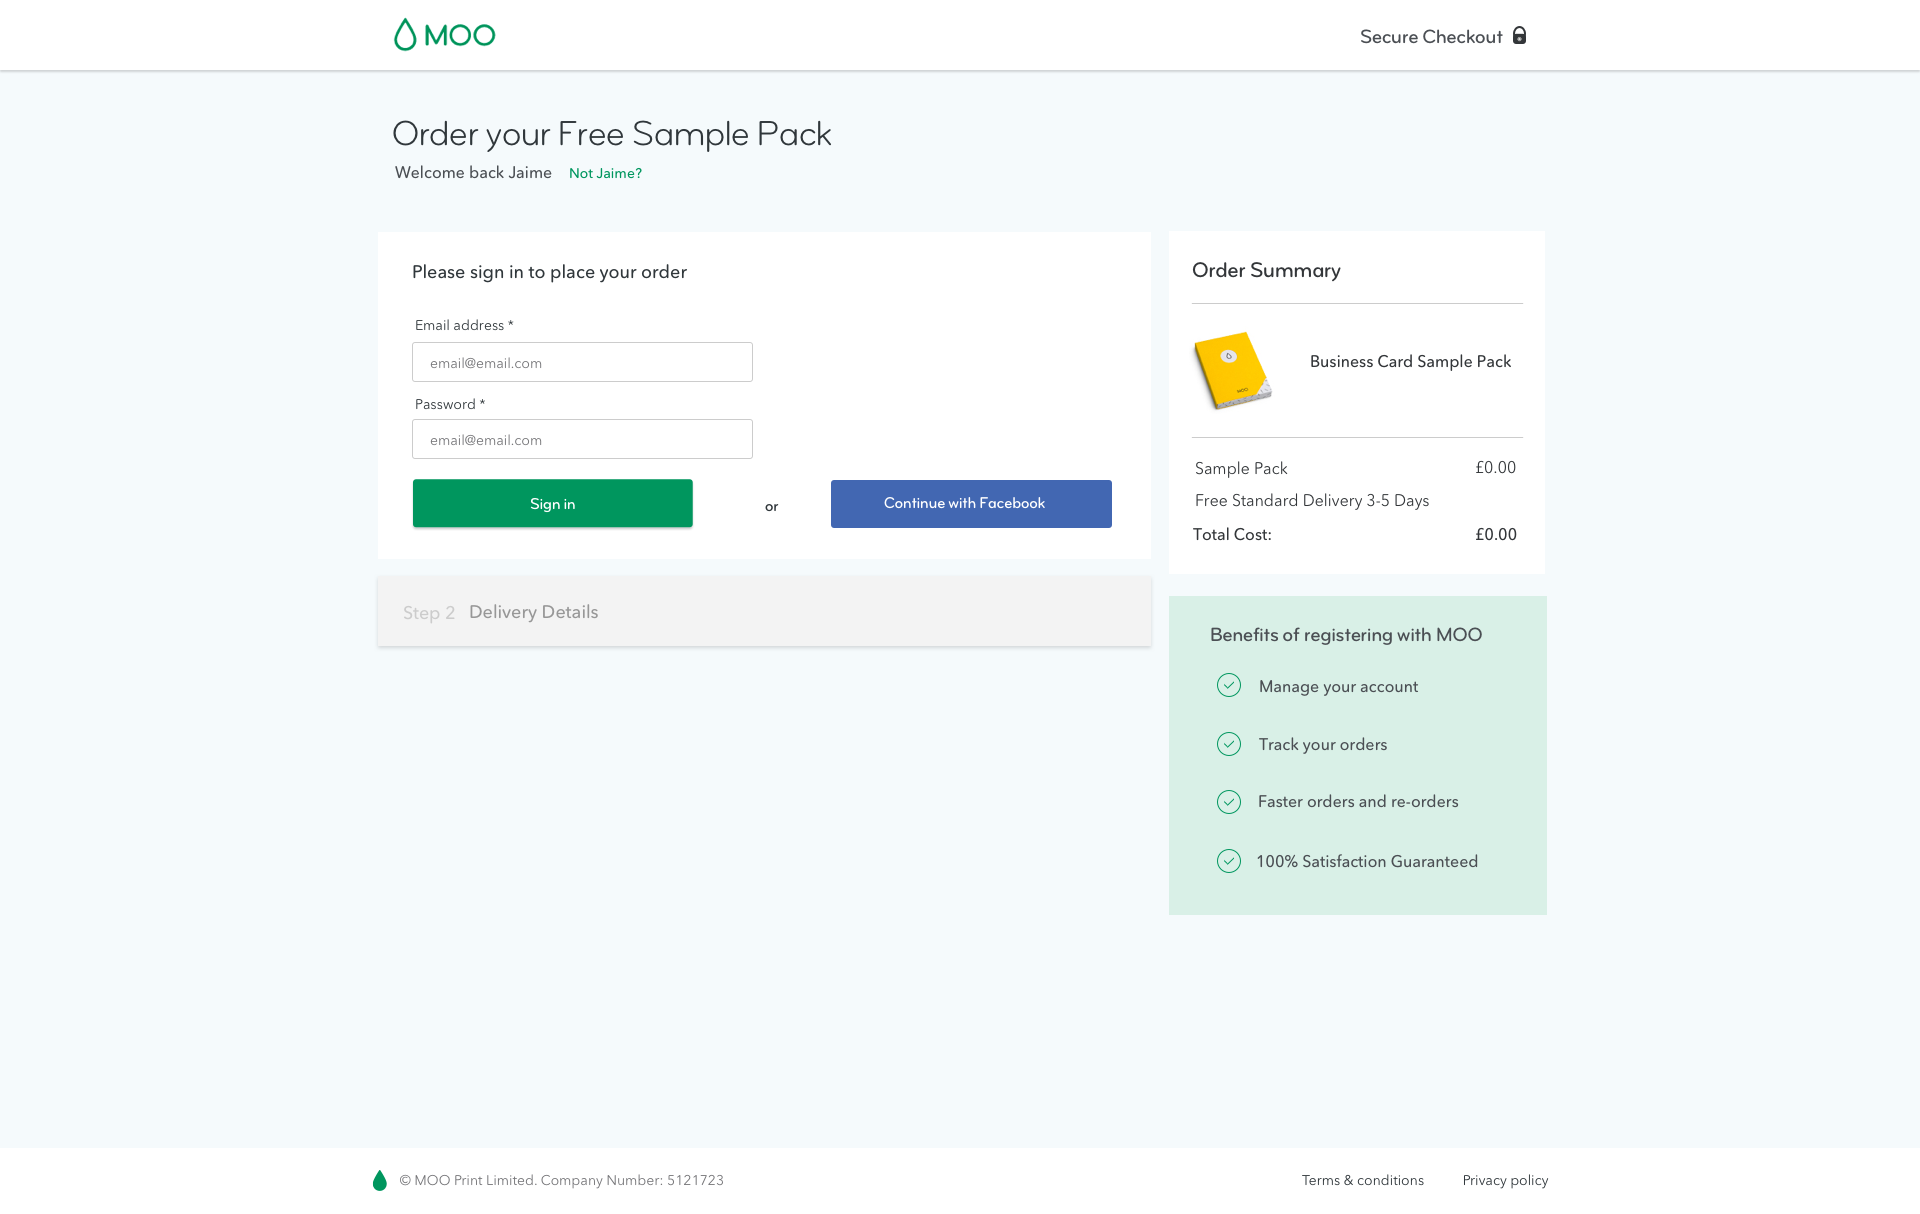 MOO
Secure Checkout
Order your Free Sample Pack
Welcome back Jaime Not Jaime?
Please sign in to place your order
Email address *
email@email.com
Password *
email@email.com
Sign in
or
Continue with Facebook
Step 2 Delivery Details
Order Summary
MOO
Business Card Sample Pack
Sample Pack £0.00
Free Standard Delivery 3-5 Days
Total Cost: £0.00
Benefits of registering with MOO
Manage your account
Track your orders
Faster orders and re-orders
100% Satisfaction Guaranteed
© MOO Print Limited. Company Number: 5121723
Terms & conditions
Privacy policy